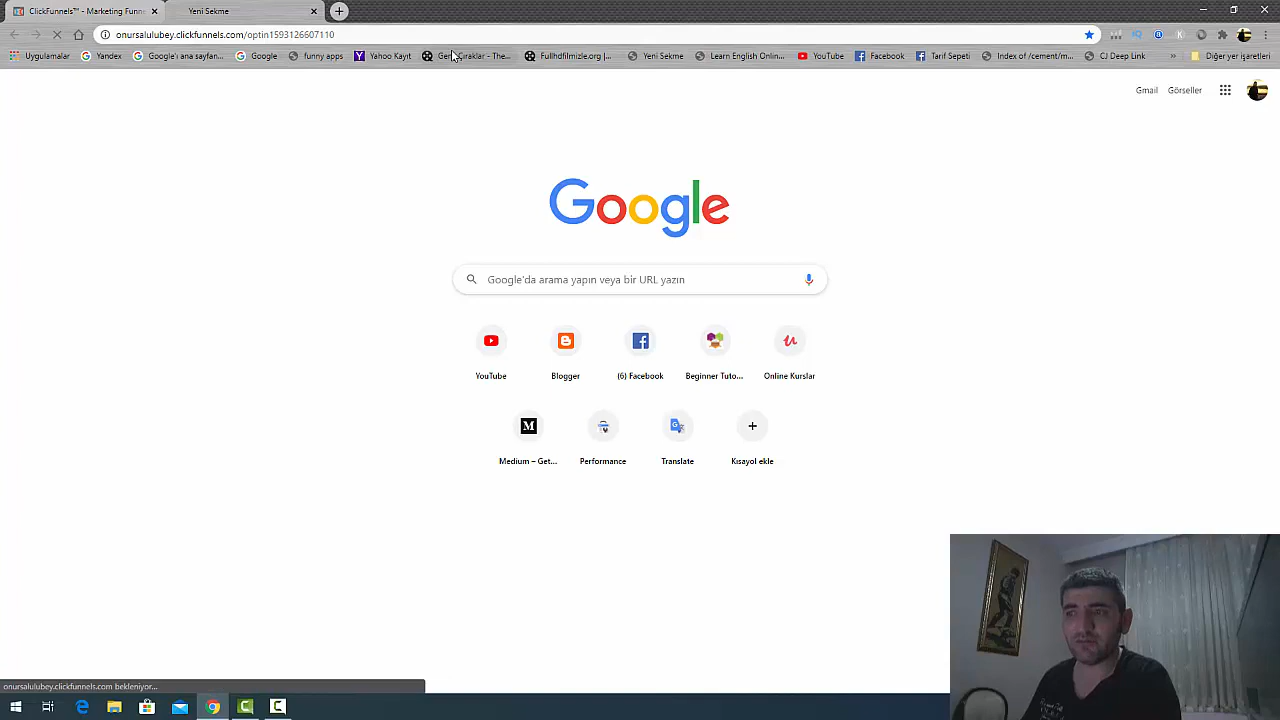 ClickFunnels™ - Marketing Funne
Yeni Sekme
onursalulubey.clickfunnels.com/optin1593126607110
Uygulamalar
Yandex
Google'ı ana sayfan...
Google
funny apps
Yahoo Kayıt
Fullhdfilmizle.org |...
Yeni Sekme
Learn English Onlin...
YouTube
Facebook
Tarif Sepeti
Index of /cement/m...
CJ Deep Link
»
Diğer yer işaretleri
Gmail
Görseller
Google
Google'da arama yapın veya bir URL yazın
YouTube
Blogger
(6) Facebook
Beginner Tuto...
Online Kurslar
Medium – Get...
Performance
Translate
Kısayol ekle
onursalulubey.clickfunnels.com bekleniyor...